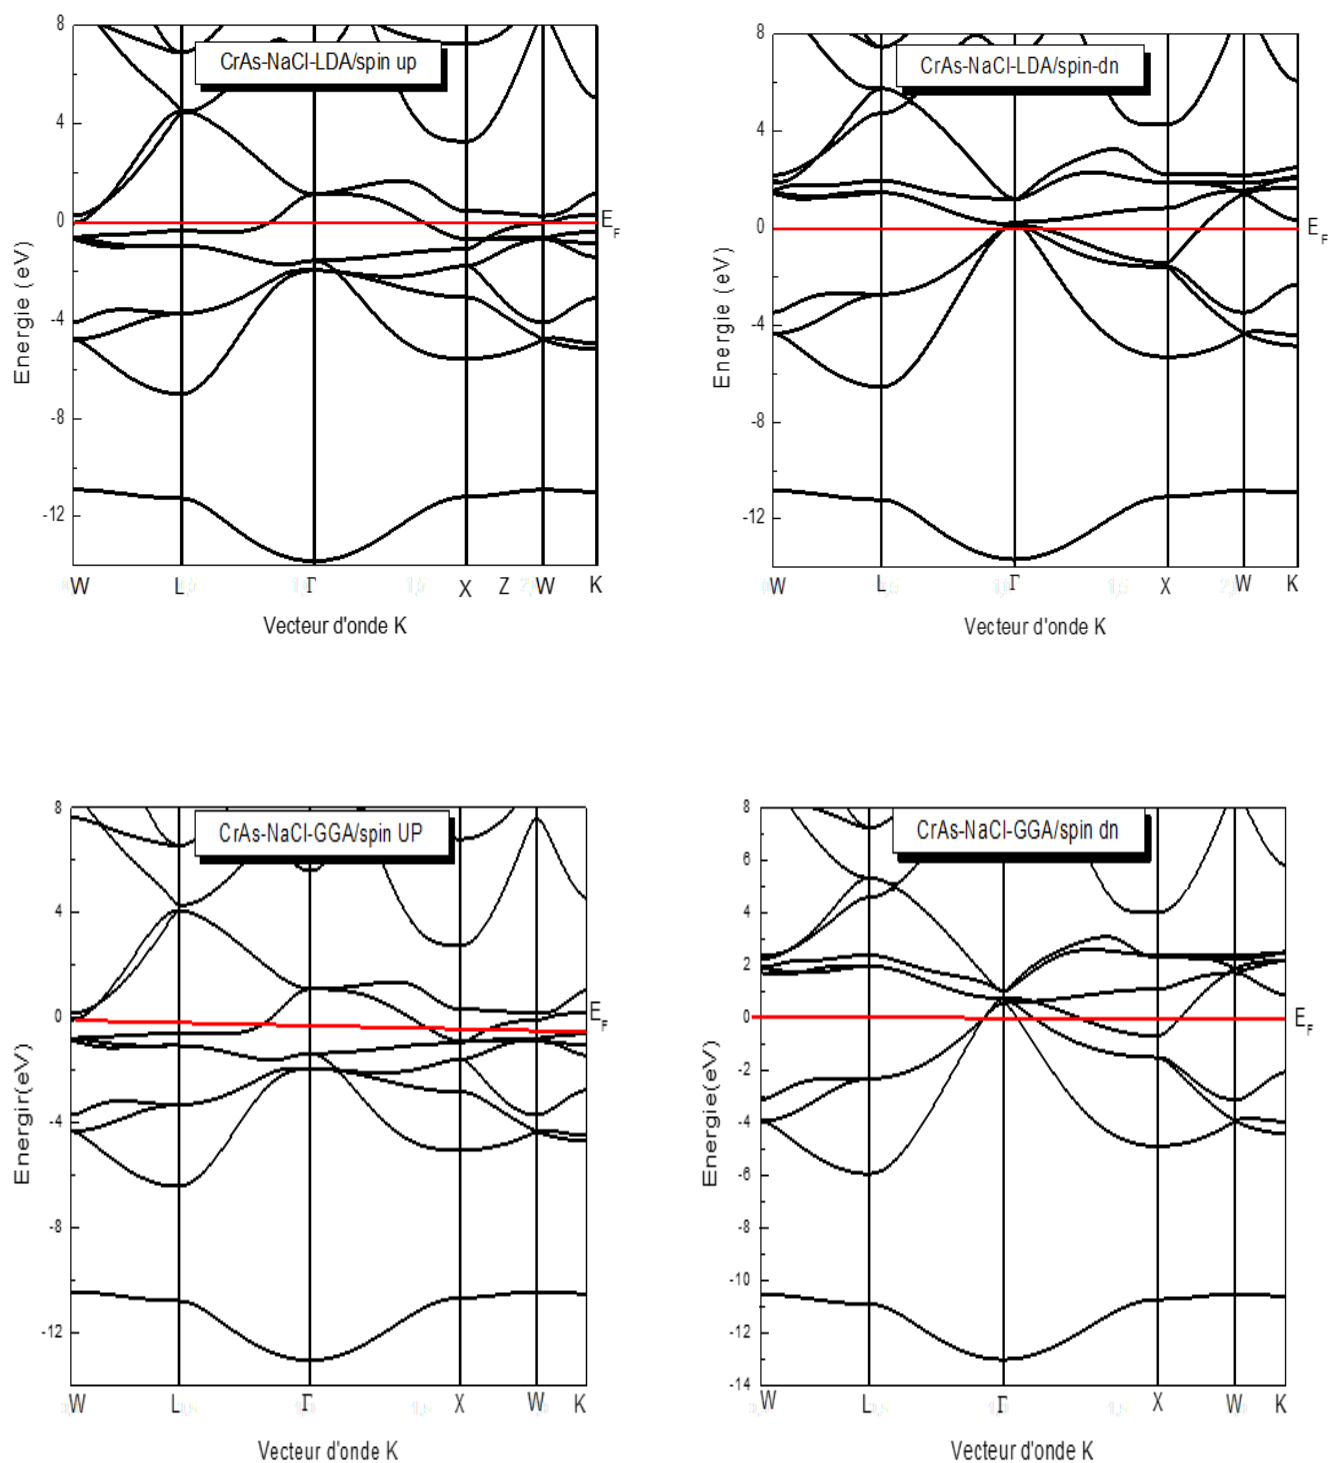 CrAs-NaCl-LDA/spin up
8
4
0
-4
-8
-12
Energie (eV)
E_F
W L Γ X Z W K
Vecteur d'onde K
CrAs-NaCl-LDA/spin-dn
8
4
0
-4
-8
-12
Energie (eV)
E_F
W L Γ X W K
Vecteur d'onde K
CrAs-NaCl-GGA/spin UP
8
4
0
-4
-8
-12
Energir(eV)
E_F
W L Γ X W K
Vecteur d'onde K
CrAs-NaCl-GGA/spin dn
8
6
4
2
0
-2
-4
-6
-8
-10
-12
-14
Energie(eV)
E_F
W L Γ X W K
Vecteur d'onde K